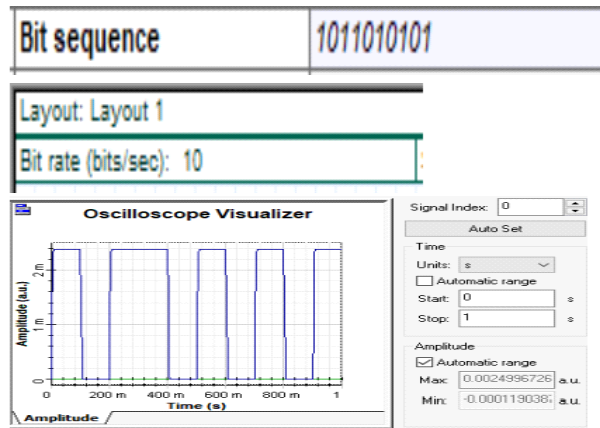 Bit sequence 1011010101
Layout: Layout 1
Bit rate (bits/sec): 10
Oscilloscope Visualizer
Amplitude (a.u.)
2 m
1 m
0
0 200 m 400 m 600 m 800 m 1
Time (s)
Amplitude
Signal Index: 0
Auto Set
Time
Units: s
Automatic range
Start: 0 s
Stop: 1 s
Amplitude
Automatic range
Max: 0.0024996726 a.u.
Min: a.u.